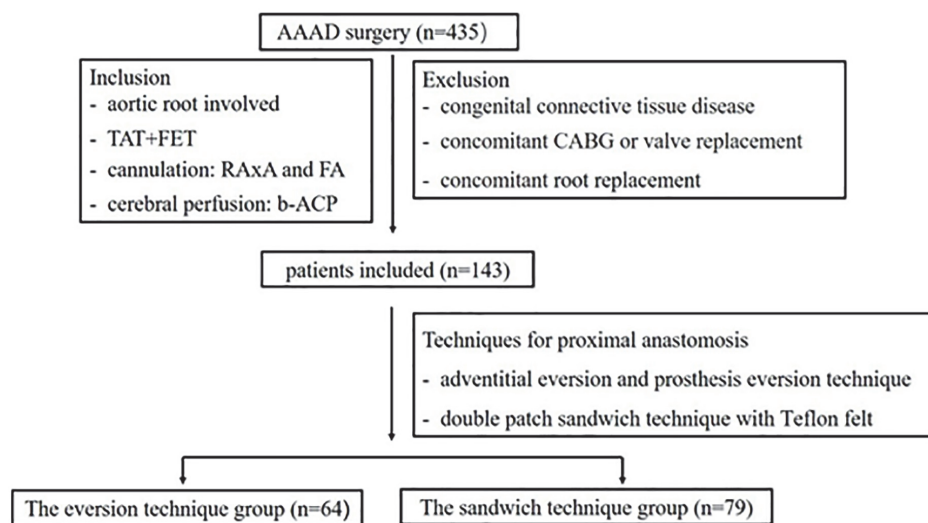 AAAD surgery (n=435)
Inclusion
- aortic root involved
- TAT+FET
- cannulation: RAxA and FA
- cerebral perfusion: b-ACP
Exclusion
- congenital connective tissue disease
- concomitant CABG or valve replacement
- concomitant root replacement
patients included (n=143)
Techniques for proximal anastomosis
- adventitial eversion and prosthesis eversion technique
- double patch sandwich technique with Teflon felt
The eversion technique group (n=64)
The sandwich technique group (n=79)